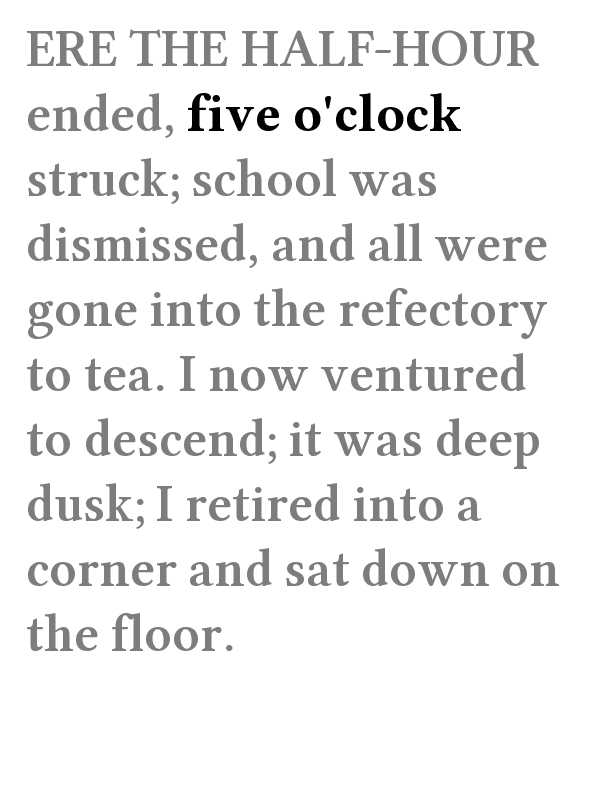 ERE THE HALF-HOUR
ended, five o'clock
struck; school was
dismissed, and all were
gone into the refectory
to tea. I now ventured
to descend; it was deep
dusk; I retired into a
corner and sat down on
the floor.